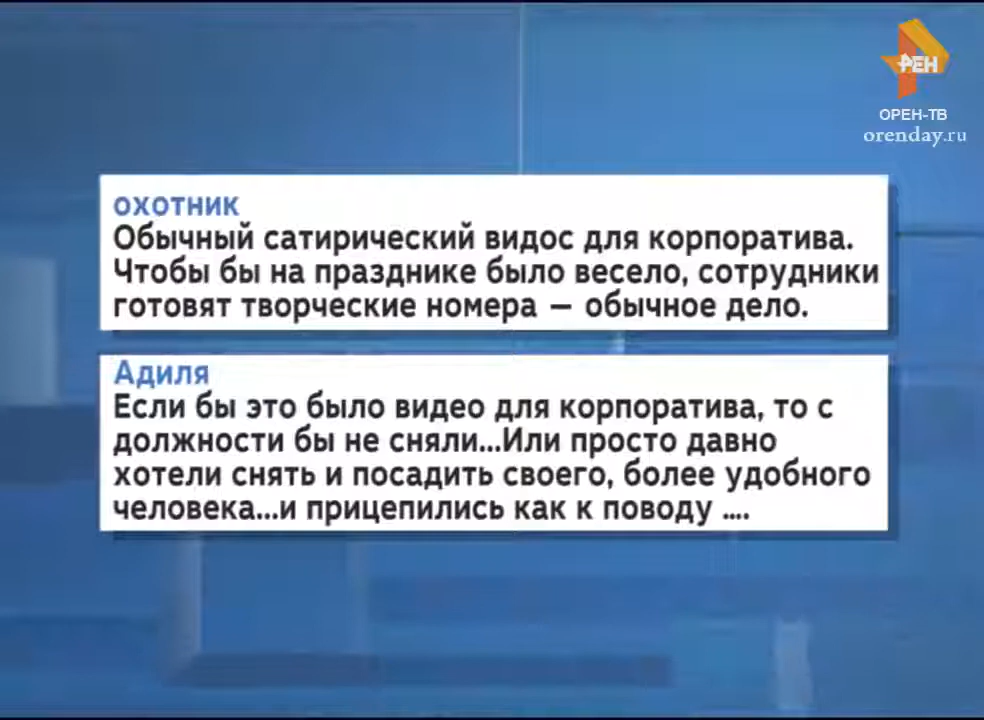 РЕН
ОРЕН-ТВ
orenday.ru
охотник
Обычный сатирический видос для корпоратива.
Чтобы бы на празднике было весело, сотрудники
готовят творческие номера — обычное дело.
Адиля
Если бы это было видео для корпоратива, то с
должности бы не сняли...Или просто давно
хотели снять и посадить своего, более удобного
человека...и прицепились как к поводу ....